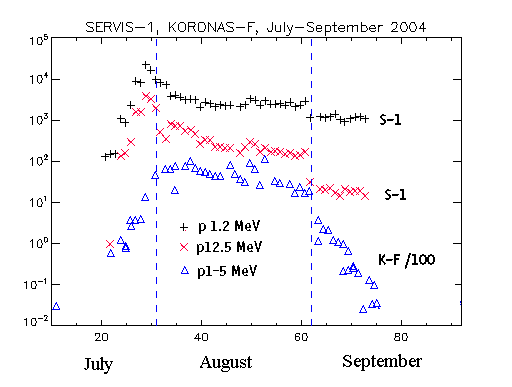 SERVIS-1, KORONAS-F, July-September 2004
10^5
10^4
10^3
10^2
10^1
10^0
10^-1
10^-2
S-1
S-1
K-F/100
p 1.2 MeV
p12.5 MeV
p1-5 MeV
20 40 60 80
July August September